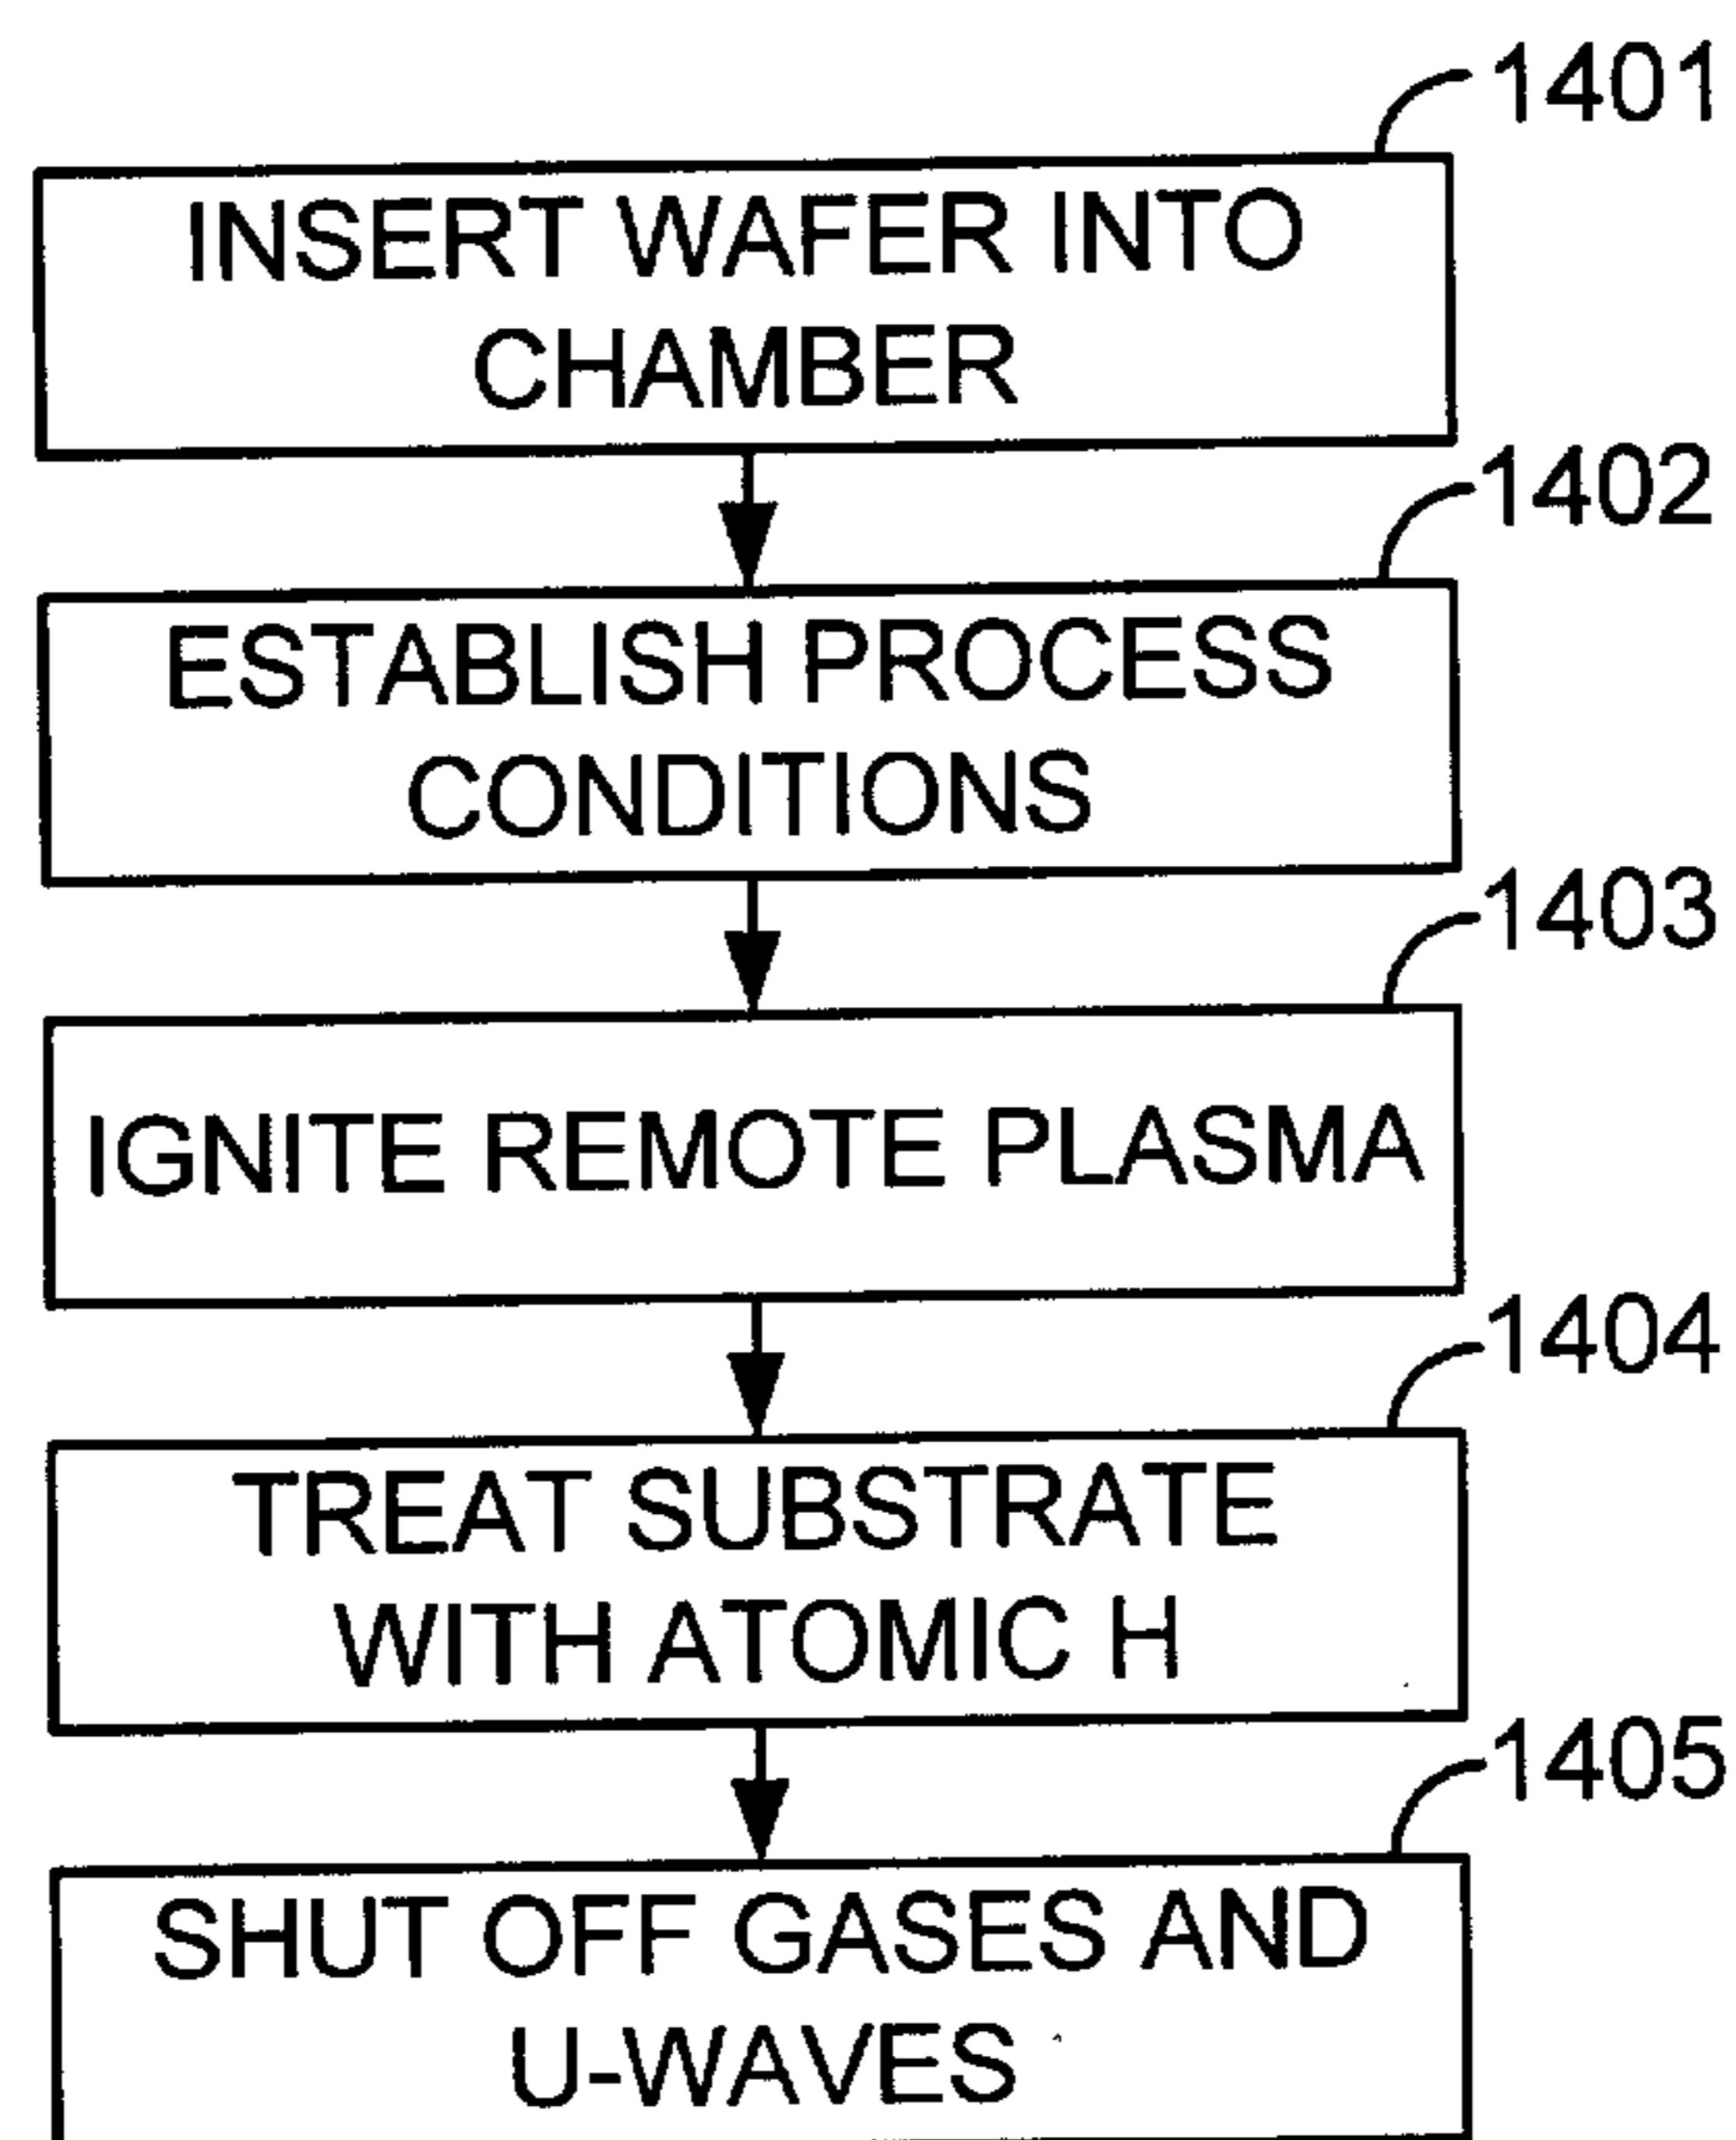 1401
INSERT WAFER INTO
CHAMBER
1402
ESTABLISH PROCESS
CONDITIONS
1403
IGNITE REMOTE PLASMA
1404
TREAT SUBSTRATE
WITH ATOMIC H
1405
SHUT OFF GASES AND
U-WAVES